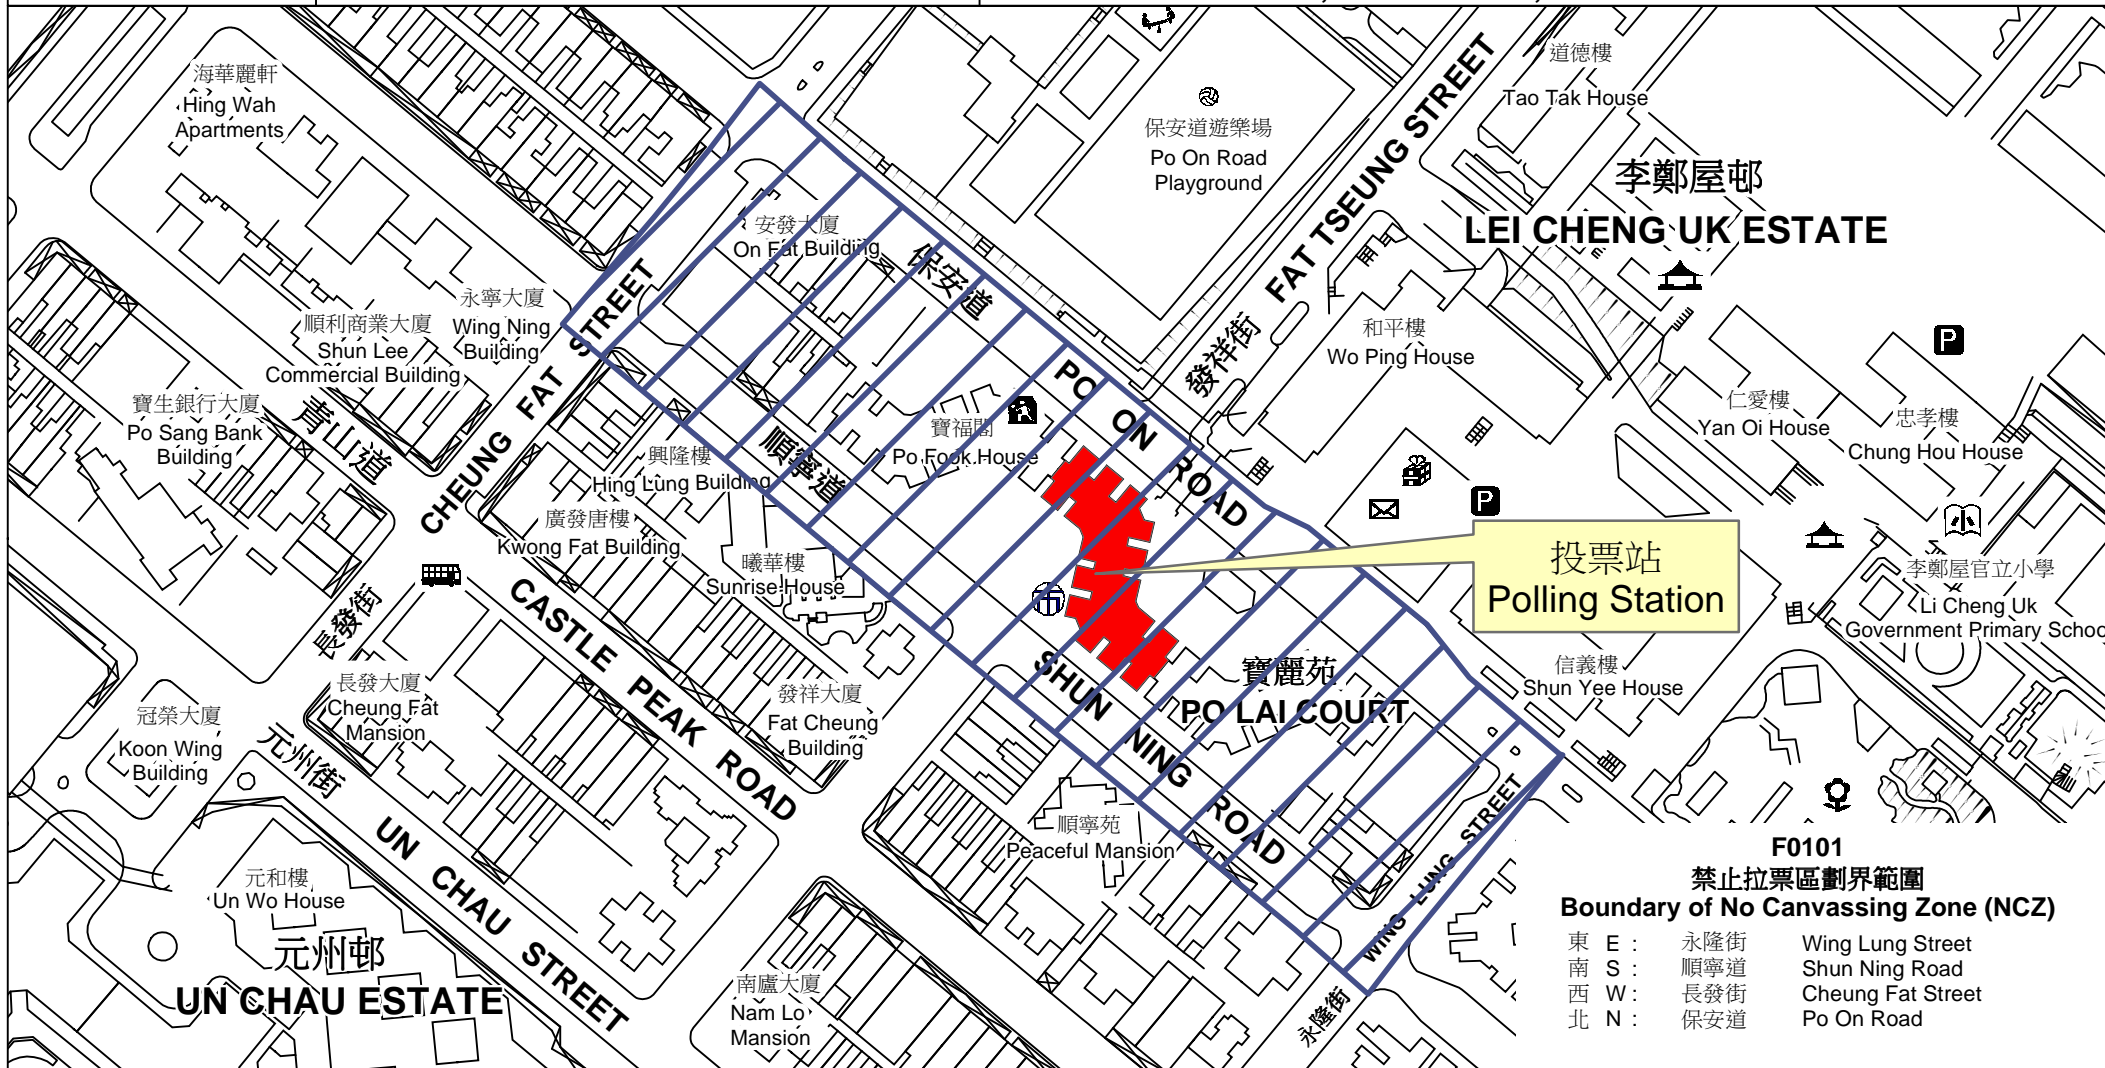 海華麗軒
Hing Wah
Apartments
道德樓
Tao Tak House
保安道遊樂場
Po On Road
Playground
FAT TSEUNG STREET
發祥街
李鄭屋邨
LEI CHENG UK ESTATE
安發大廈
On Fat Building
保安道
PO ON ROAD
永寧大廈
Wing Ning
Building
順利商業大廈
Shun Lee
Commercial Building
寶生銀行大廈
Po Sang Bank
Building
青山道
CHEUNG FAT STREET
長發街
和平樓
Wo Ping House
P
仁愛樓
Yan Oi House
忠孝樓
Chung Hou House
寶福閣
Po Fook House
順寧道
興隆樓
Hing Lung Building
廣發唐樓
Kwong Fat Building
曦華樓
Sunrise House
CASTLE PEAK ROAD
P
小
投票站
Polling Station
李鄭屋官立小學
Li Cheng Uk
Government Primary Schoo
信義樓
Shun Yee House
寶麗苑
PO LAI COURT
SHUN NING ROAD
長發大廈
Cheung Fat
Mansion
發祥大廈
Fat Cheung
Building
冠榮大廈
Koon Wing
Building
元州街
UN CHAU STREET
順寧苑
Peaceful Mansion
WING LUNG STREET
永隆街
元和樓
Un Wo House
元州邨
UN CHAU ESTATE
南廬大廈
Nam Lo
Mansion
F0101
禁止拉票區劃界範圍
Boundary of No Canvassing Zone (NCZ)
東 E : 永隆街 Wing Lung Street
南 S : 順寧道 Shun Ning Road
西 W : 長發街 Cheung Fat Street
北 N : 保安道 Po On Road